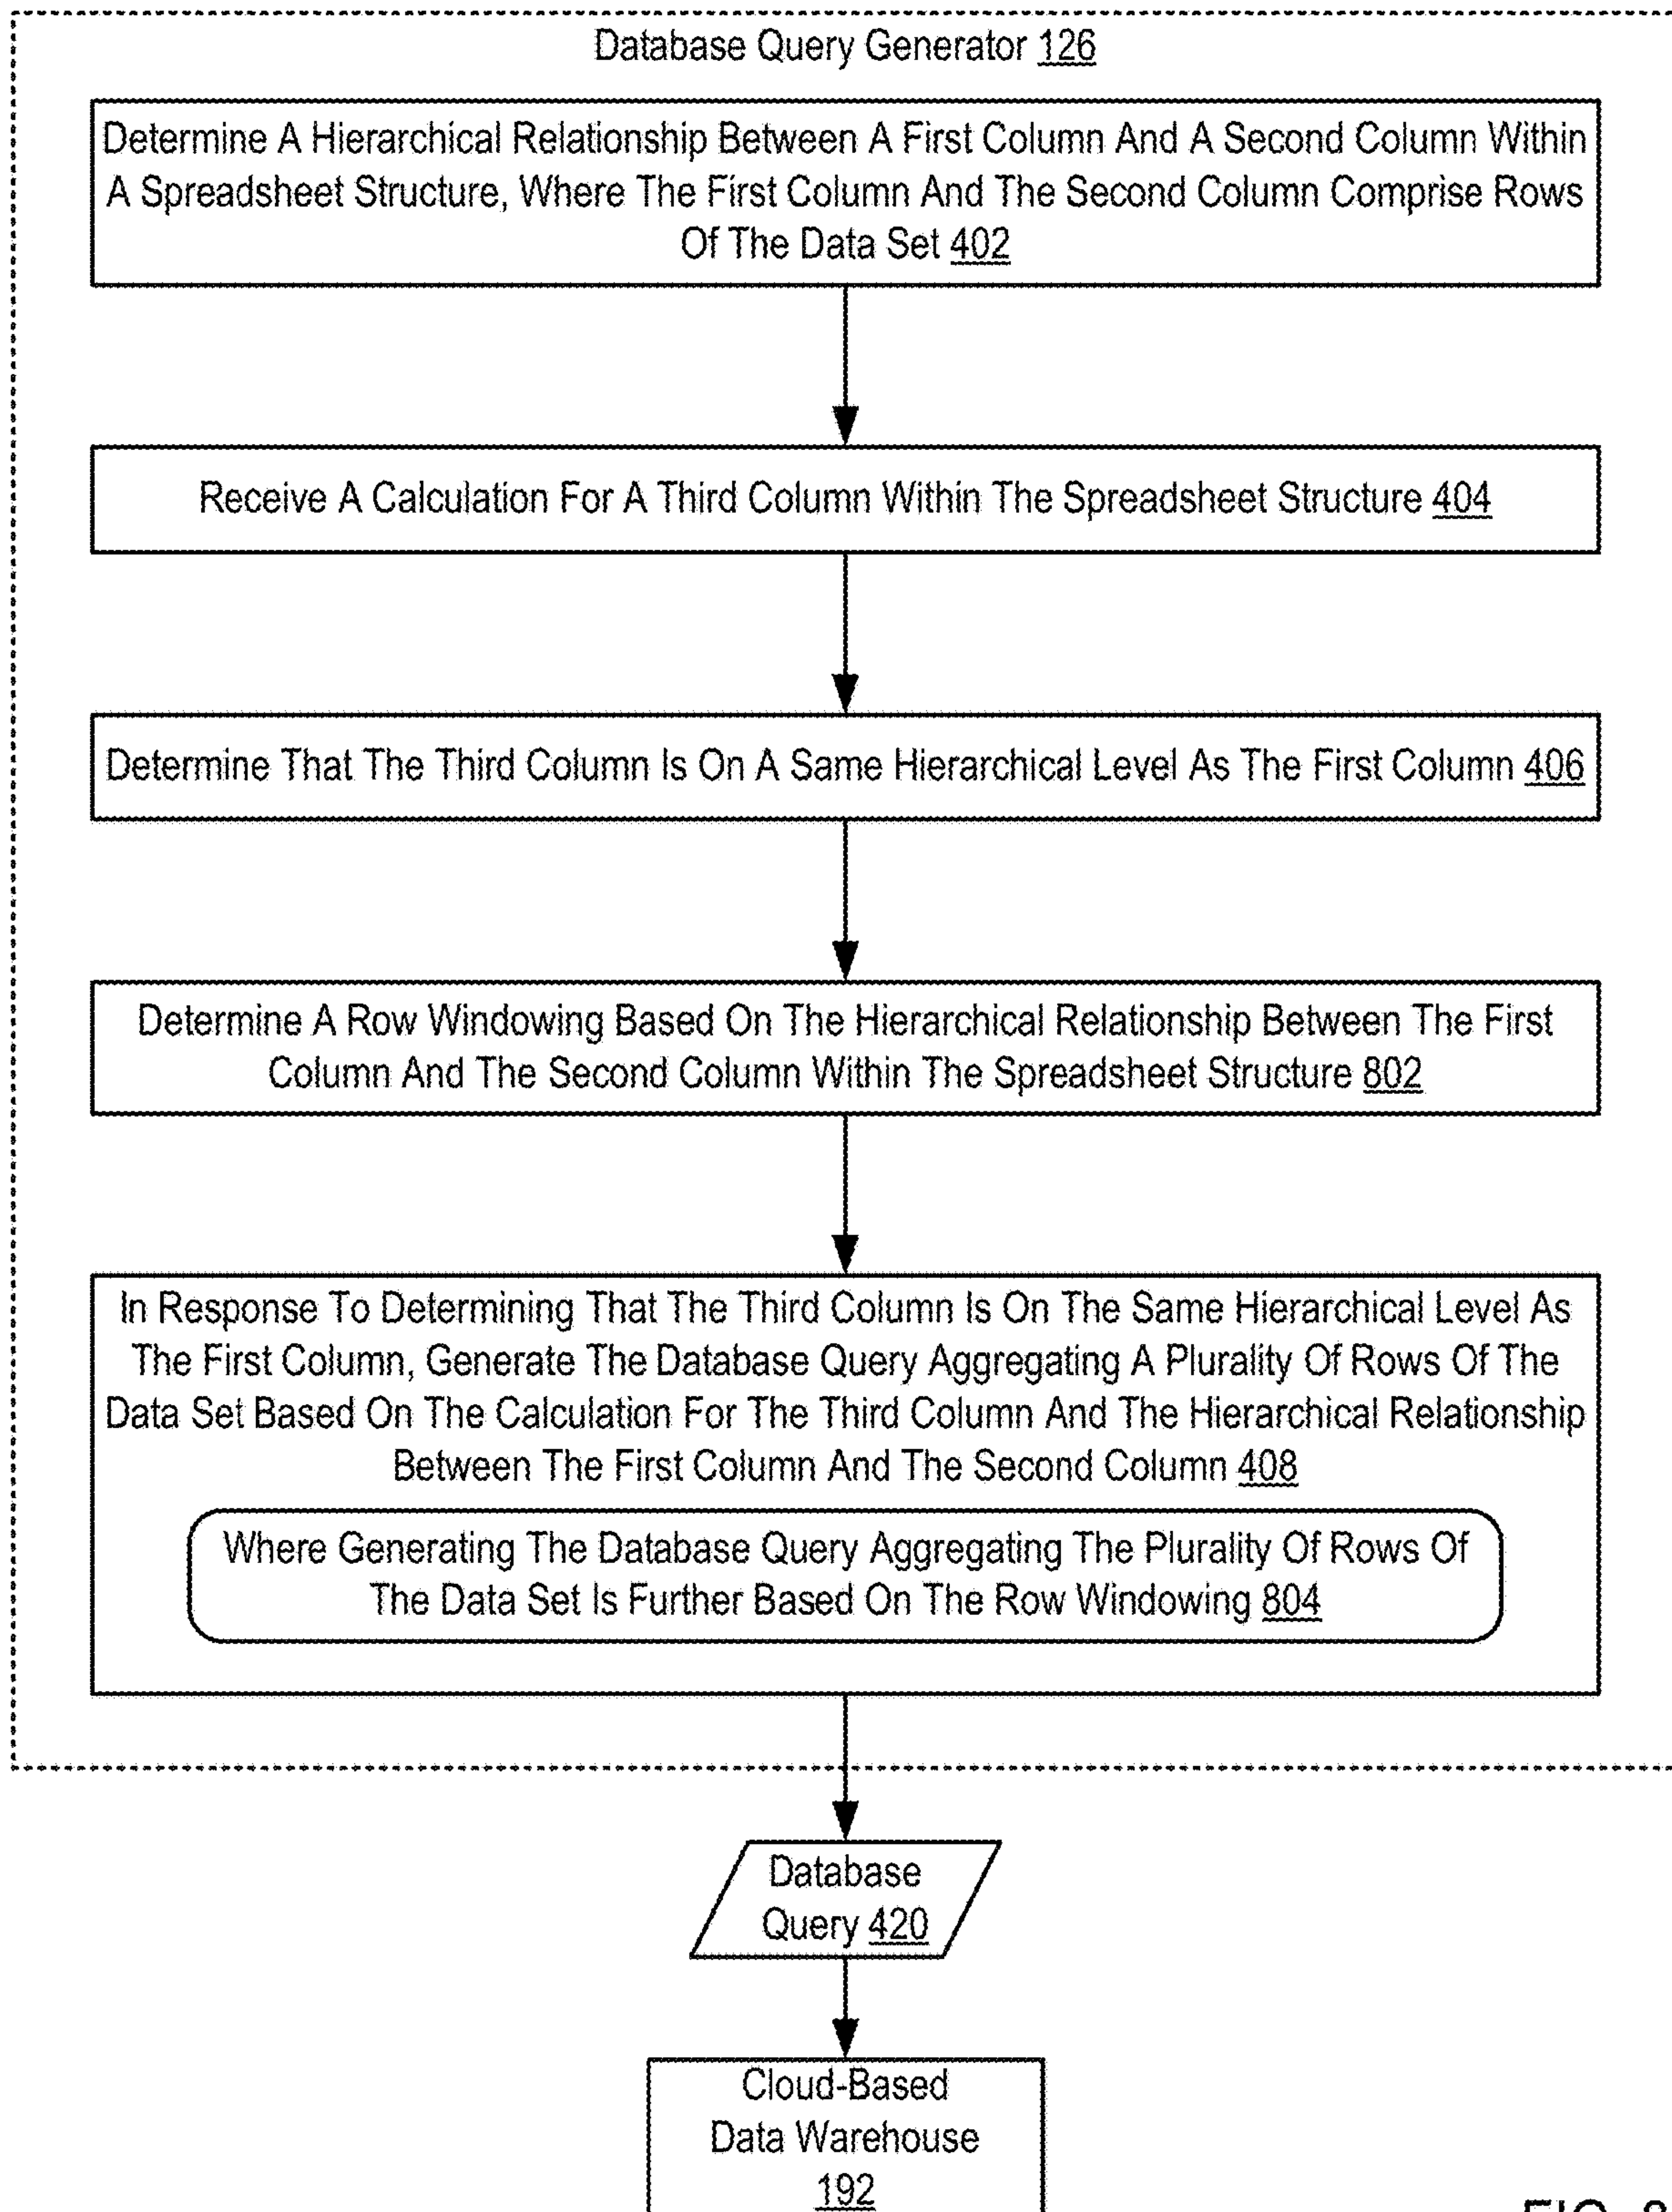 Database Query Generator 126
Determine A Hierarchical Relationship Between A First Column And A Second Column Within
A Spreadsheet Structure, Where The First Column And The Second Column Comprise Rows
Of The Data Set 402
Receive A Calculation For A Third Column Within The Spreadsheet Structure 404
Determine That The Third Column Is On A Same Hierarchical Level As The First Column 406
Determine A Row Windowing Based On The Hierarchical Relationship Between The First
Column And The Second Column Within The Spreadsheet Structure 802
In Response To Determining That The Third Column Is On The Same Hierarchical Level As
The First Column, Generate The Database Query Aggregating A Plurality Of Rows Of The
Data Set Based On The Calculation For The Third Column And The Hierarchical Relationship
Between The First Column And The Second Column 408
Where Generating The Database Query Aggregating The Plurality Of Rows Of
The Data Set Is Further Based On The Row Windowing 804
Database
Query 420
Cloud-Based
Data Warehouse
192
FIG. 8